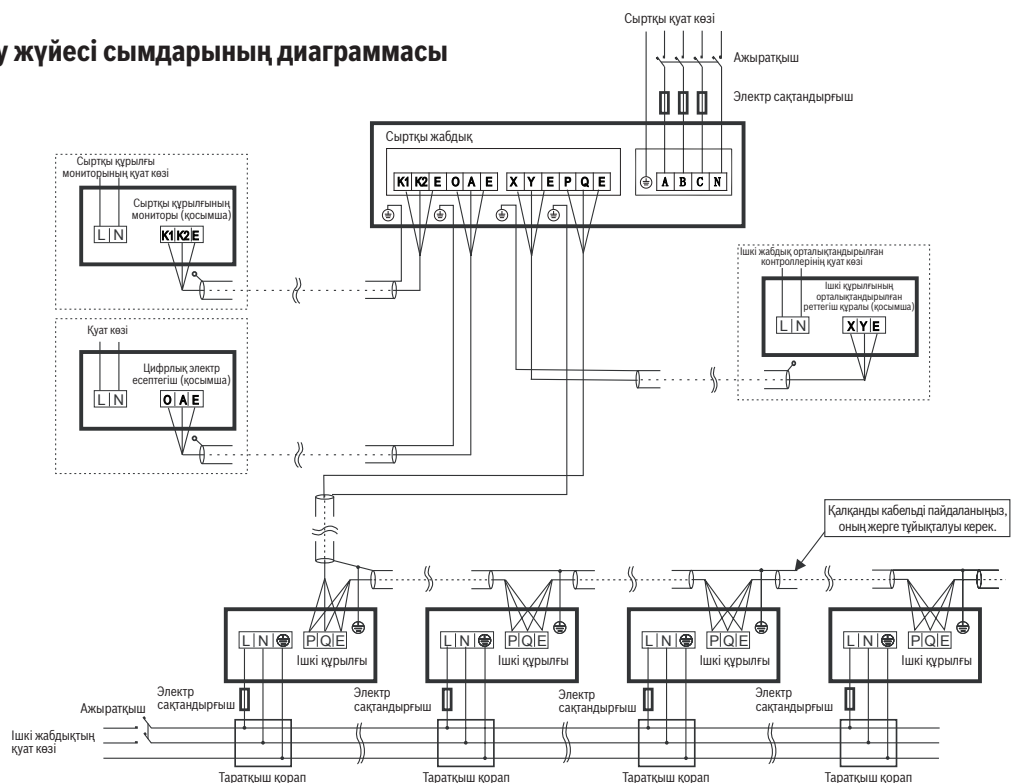 у жүйесі сымдарының диаграммасы
Сыртқы қуат көзі
Ажыратқыш
Электр сақтандырғыш
Сыртқы жабдық
K1 K2 E O A E X Y E P Q E
A B C N
Сыртқы құрылғы
мониторының қуат көзі
Сыртқы құрылғының
мониторы (қосымша)
L N
K1 K2 E
Қуат көзі
Цифрлық электр
есептегіш (қосымша)
L N
O A E
Ішкі жабдық орталықтандырылған
контроллерінің қуат көзі
Ішкі құрылғының
орталықтандырылған
реттегіш құралы (қосымша)
L N
X Y E
Қалқанды кабельді пайдаланыңыз,
оның жерге тұйықталуы керек.
L N
P Q E
Ішкі құрылғы
L N
P Q E
Ішкі құрылғы
L N
P Q E
Ішкі құрылғы
L N
P Q E
Ішкі құрылғы
Электр
сақтандырғыш
Электр
сақтандырғыш
Электр
сақтандырғыш
Электр
сақтандырғыш
Ажыратқыш
Ішкі жабдықтың
қуат көзі
Таратқыш қорап
Таратқыш қорап
Таратқыш қорап
Таратқыш қорап